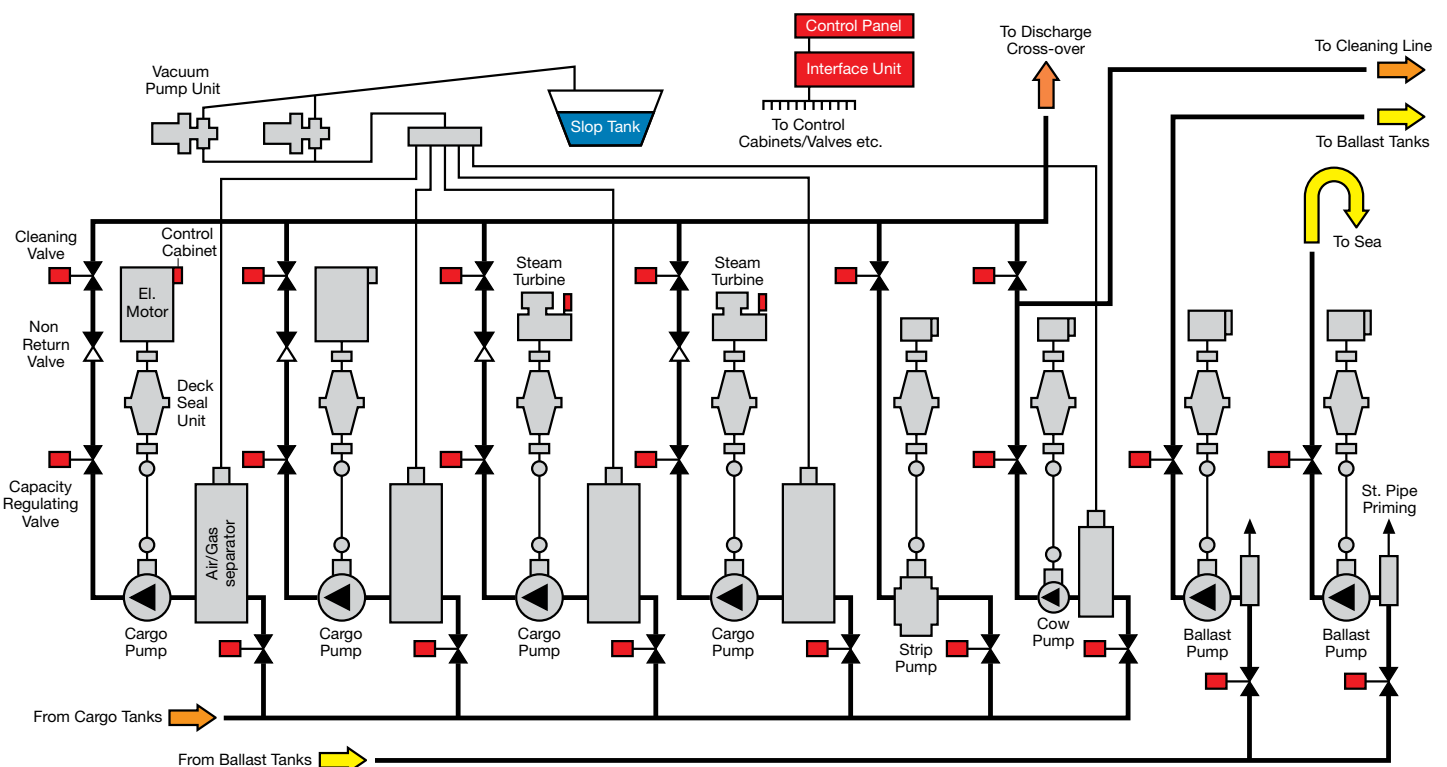 Control Panel
Interface Unit
To Control
Cabinets/Valves etc.
To Discharge
Cross-over
To Cleaning Line
To Ballast Tanks
To Sea
Vacuum
Pump Unit
Slop Tank
Cleaning
Valve
Control
Cabinet
El.
Motor
Steam
Turbine
Steam
Turbine
Non
Return
Valve
Deck
Seal
Unit
Capacity
Regulating
Valve
Air/Gas
separator
St. Pipe
Priming
Cargo
Pump
Cargo
Pump
Cargo
Pump
Cargo
Pump
Strip
Pump
Cow
Pump
Ballast
Pump
Ballast
Pump
From Cargo Tanks
From Ballast Tanks